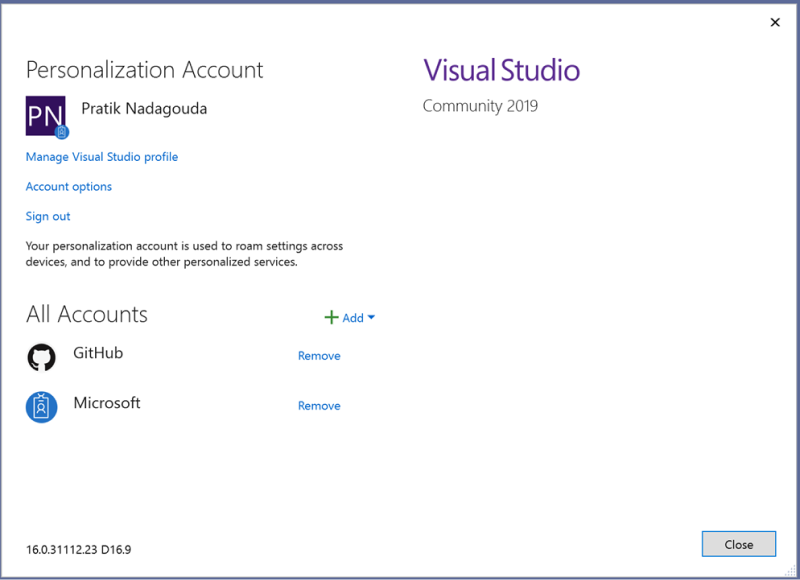 Personalization Account
PN
Pratik Nadagouda
Manage Visual Studio profile
Account options
Sign out
Your personalization account is used to roam settings across
devices, and to provide other personalized services.
All Accounts
Add
GitHub
Remove
Microsoft
Remove
16.0.31112.23 D16.9
Visual Studio
Community 2019
Close